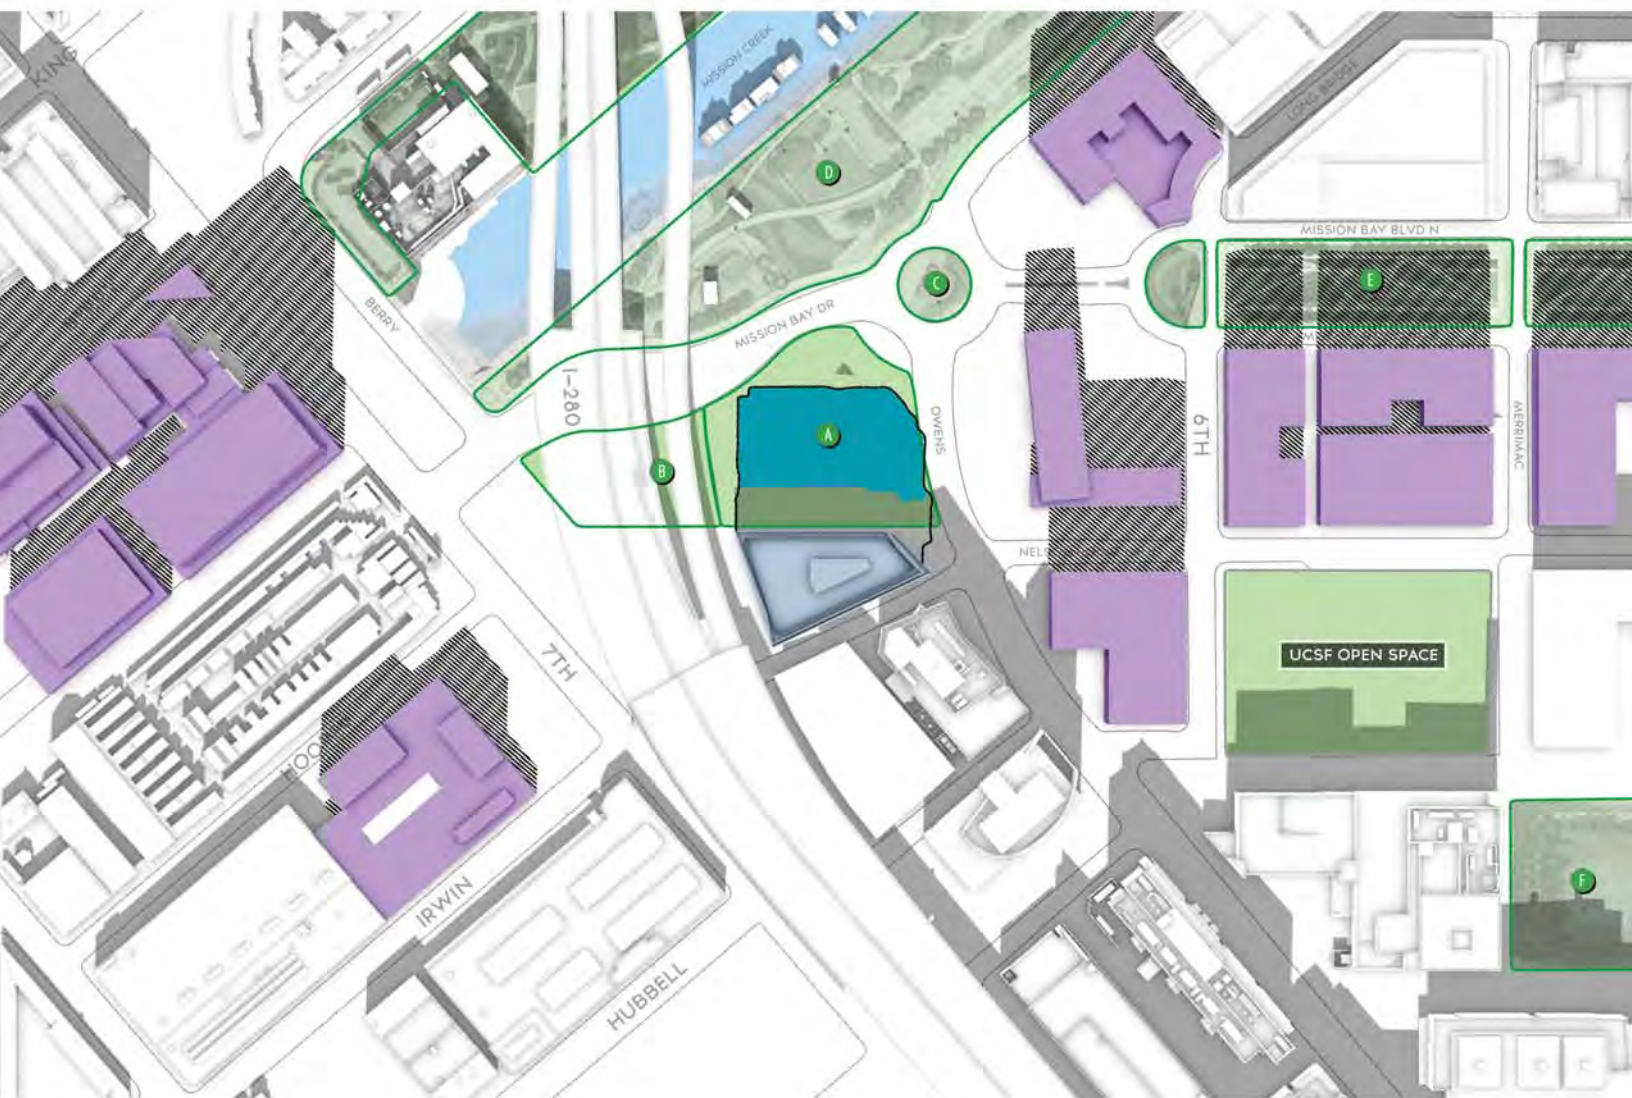 KING
MISSION CREEK
LONG BRIDGE
D
MISSION BAY BLVD N
C
E
BERRY
MISSION BAY DR
I-280
OWENS
6TH
MERRIMAC
A
B
UCSF OPEN SPACE
7TH
F
IRWIN
HUBBELL